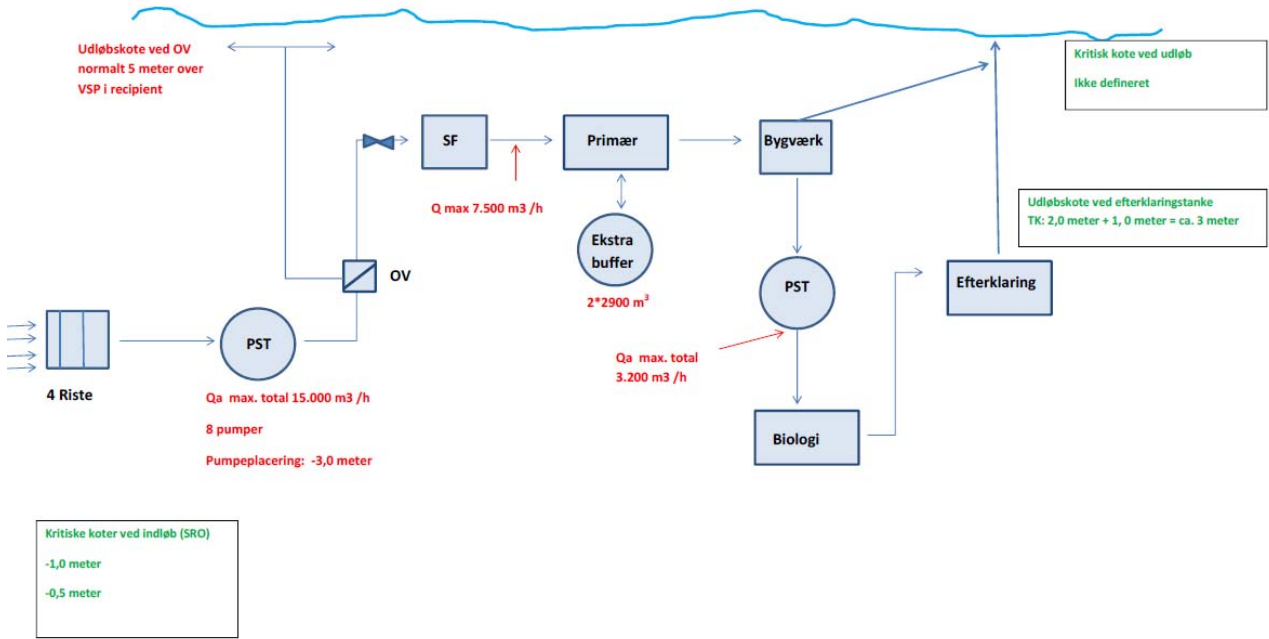 Udløbskote ved OV
normalt 5 meter over
VSP i recipient
Kritisk kote ved udløb
Ikke defineret
SF
Primær
Bygværk
Q max 7.500 m3 /h
Udløbskote ved efterklaringstanke
TK: 2,0 meter + 1, 0 meter = ca. 3 meter
Ekstra
buffer
OV
PST
Efterklaring
2*2900 m³
PST
Qa  max. total
3.200 m3 /h
4 Riste
Qa  max. total 15.000 m3 /h
8 pumper
Pumpeplacering:  -3,0 meter
Biologi
Kritiske koter ved indløb (SRO)
-1,0 meter
-0,5 meter